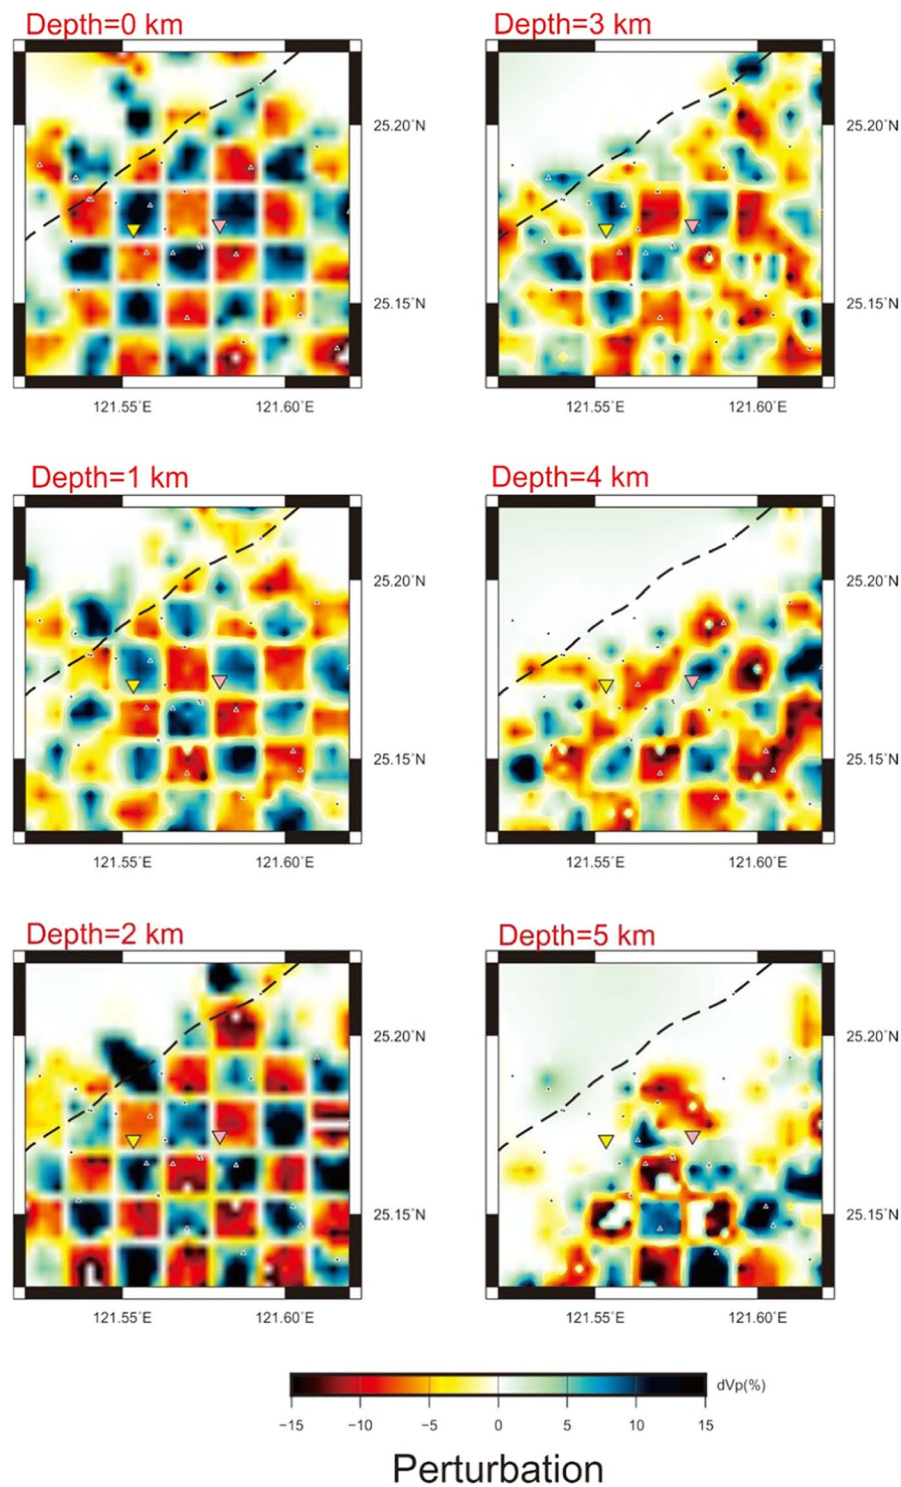 Depth=0 km
25.20°N
25.15°N
121.55°E 121.60°E
Depth=3 km
25.20°N
25.15°N
121.55°E 121.60°E
Depth=1 km
25.20°N
25.15°N
121.55°E 121.60°E
Depth=4 km
25.20°N
25.15°N
121.55°E 121.60°E
Depth=2 km
25.20°N
25.15°N
121.55°E 121.60°E
Depth=5 km
25.20°N
25.15°N
121.55°E 121.60°E
dVp(%)
−15 −10 −5 0 5 10 15
Perturbation